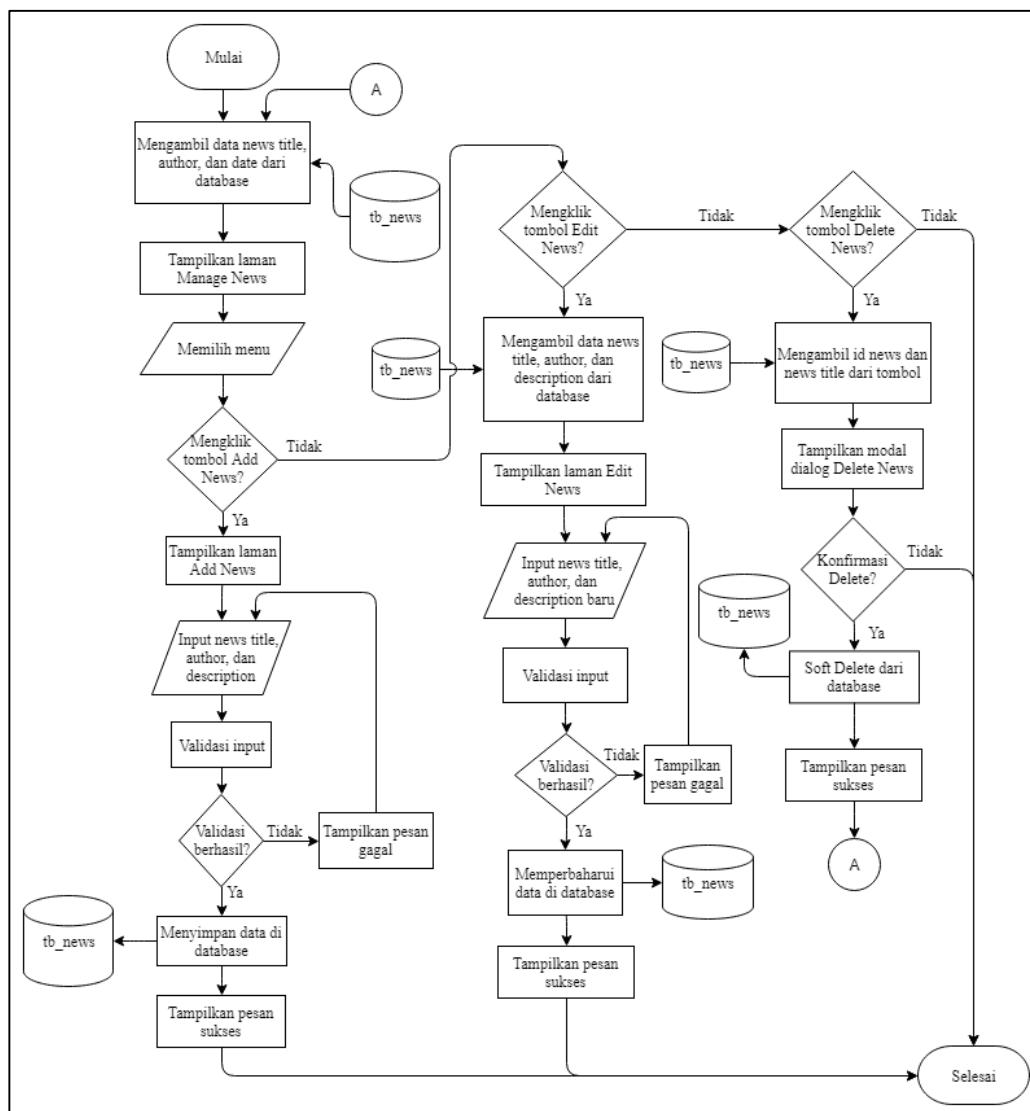 Mulai
A
Mengambil data news title,
author, dan date dari
database
tb_news
Tampilkan laman
Manage News
Memilih menu
Mengklik
tombol Add
News?
Tidak
Ya
Tampilkan laman
Add News
Input news title,
author, dan
description
Validasi input
Validasi
berhasil?
Tidak
Tampilkan pesan
gagal
Ya
Menyimpan data di
database
tb_news
Tampilkan pesan
sukses
Mengklik
tombol Edit
News?
Tidak
Ya
Mengambil data news
title, author, dan
description dari
database
tb_news
Tampilkan laman Edit
News
Input news title,
author, dan
description baru
Validasi input
Validasi
berhasil?
Tidak
Tampilkan
pesan gagal
Ya
Memperbaharui
data di database
tb_news
Tampilkan pesan
sukses
Mengklik
tombol Delete
News?
Tidak
Ya
Mengambil id news dan
news title dari tombol
tb_news
Tampilkan modal
dialog Delete News
Konfirmasi
Delete?
Tidak
Ya
Soft Delete dari
database
tb_news
Tampilkan pesan
sukses
A
Selesai